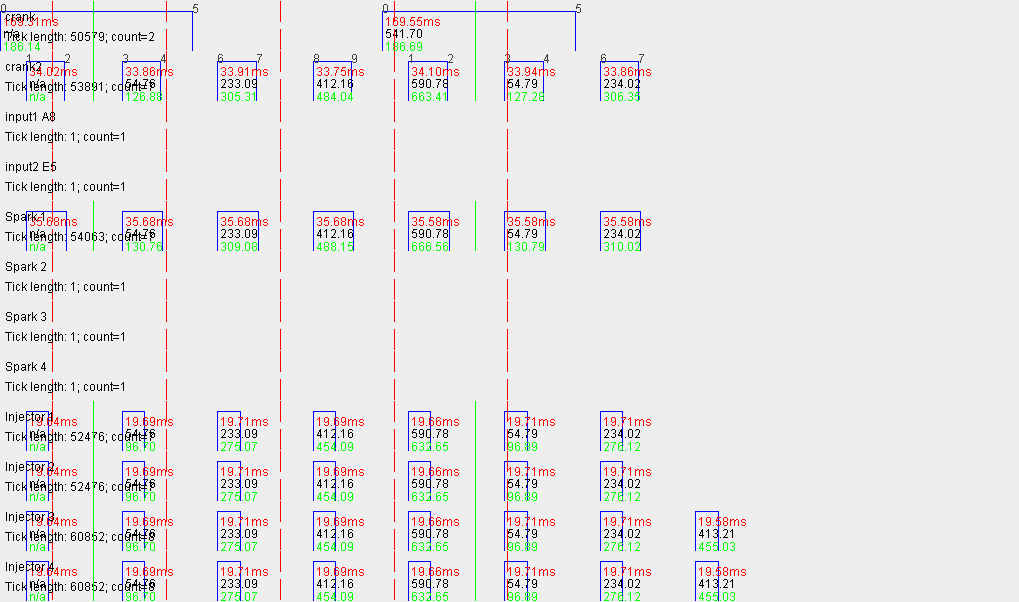 0 5 0 5
crank
169.31ms 169.55ms
n/a 541.70
Tick length: 50579; count=2
186.14 186.69
1 2 3 4 6 7 8 9 1 2 3 4 6 7
crank2
34.02ms 33.86ms 33.91ms 33.75ms 34.10ms 33.94ms 33.86ms
n/a 54.76 233.09 412.16 590.78 54.79 234.02
Tick length: 53891; count=7
n/a 126.88 305.31 484.04 663.41 127.28 306.35
input1 A8
Tick length: 1; count=1
input2 E5
Tick length: 1; count=1
Spark 1
35.68ms 35.68ms 35.68ms 35.68ms 35.58ms 35.58ms 35.58ms
n/a 54.76 233.09 412.16 590.78 54.79 234.02
Tick length: 54063; count=7
n/a 130.76 309.08 488.15 666.56 130.79 310.02
Spark 2
Tick length: 1; count=1
Spark 3
Tick length: 1; count=1
Spark 4
Tick length: 1; count=1
Injector 1
19.64ms 19.69ms 19.71ms 19.69ms 19.66ms 19.71ms 19.71ms
n/a 54.76 233.09 412.16 590.78 54.79 234.02
Tick length: 52476; count=7
n/a 96.70 275.07 454.09 632.65 96.89 276.12
Injector 2
19.64ms 19.69ms 19.71ms 19.69ms 19.66ms 19.71ms 19.71ms
n/a 54.76 233.09 412.16 590.78 54.79 234.02
Tick length: 52476; count=7
n/a 96.70 275.07 454.09 632.65 96.89 276.12
Injector 3
19.64ms 19.69ms 19.71ms 19.69ms 19.66ms 19.71ms 19.71ms 19.58ms
n/a 54.76 233.09 412.16 590.78 54.79 234.02 413.21
Tick length: 60852; count=8
n/a 96.70 275.07 454.09 632.65 96.89 276.12 455.03
Injector 4
19.64ms 19.69ms 19.71ms 19.69ms 19.66ms 19.71ms 19.71ms 19.58ms
n/a 54.76 233.09 412.16 590.78 54.79 234.02 413.21
Tick length: 60852; count=8
n/a 96.70 275.07 454.09 632.65 96.89 276.12 455.03